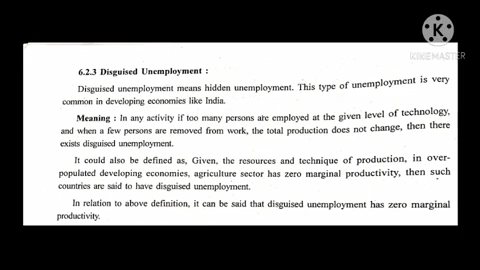 K
KINEMASTER
6.2.3 Disguised Unemployment :
Disguised unemployment means hidden unemployment. This type of unemployment is very
common in developing economies like India.
Meaning : In any activity if too many persons are employed at the given level of technology,
and when a few persons are removed from work, the total production does not change, then there
exists disguised unemployment.
It could also be defined as, Given, the resources and technique of production, in over-
populated developing economies, agriculture sector has zero marginal productivity, then such
countries are said to have disguised unemployment.
In relation to above definition, it can be said that disguised unemployment has zero marginal
productivity.